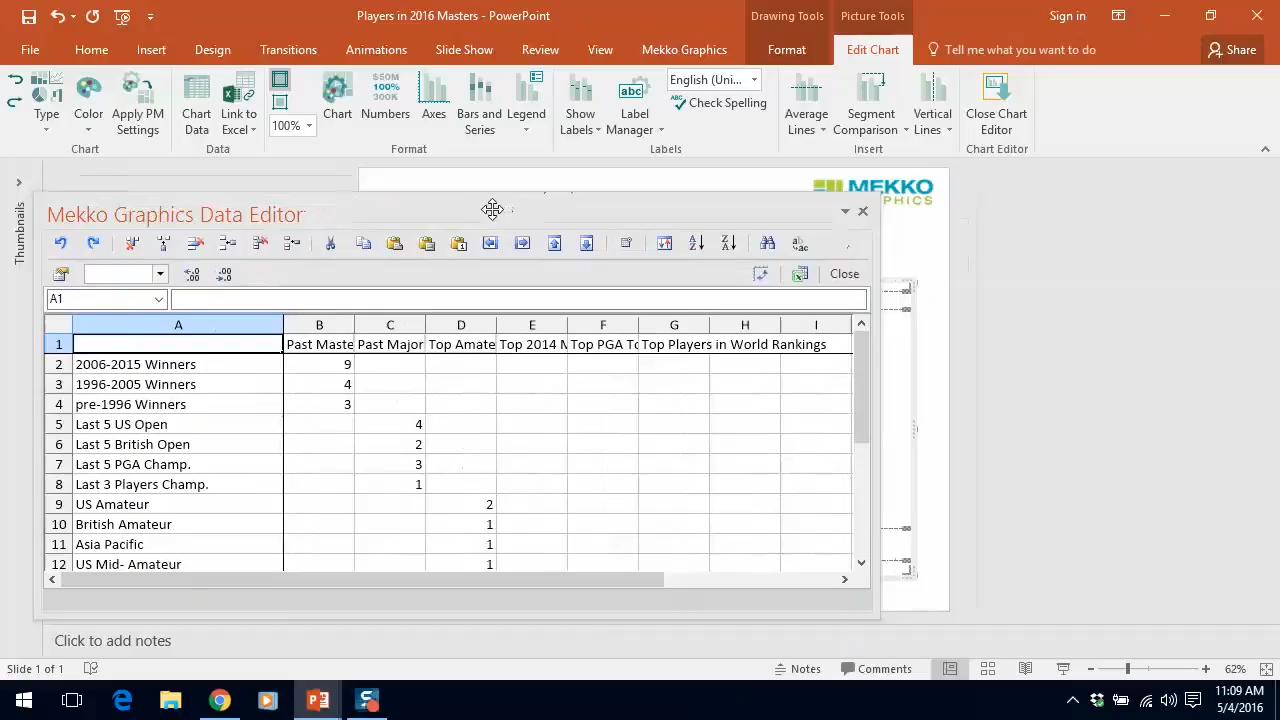 Players in 2016 Masters - PowerPoint
Drawing Tools
Picture Tools
Sign in
File
Home
Insert
Design
Transitions
Animations
Slide Show
Review
View
Mekko Graphics
Format
Edit Chart
Tell me what you want to do
Share
Type
Color
Apply PM Settings
Chart
Chart Data
Link to Excel
Data
100%
Chart
$50M
100%
300K
Numbers
Axes
Bars and Series
Legend
Format
Show Labels
abc
Label Manager
English (Uni...
Check Spelling
Labels
Average Lines
Segment Comparison
Vertical Lines
Insert
Close Chart Editor
Chart Editor
Thumbnails
MEKKO
Mekko Graphics Data Editor
Close
A1
A B C D E F G H I
1 Past Maste Past Major Top Amate Top 2014 M Top PGA To Top Players in World Rankings
2 2006-2015 Winners 9
3 1996-2005 Winners 4
4 pre-1996 Winners 3
5 Last 5 US Open 4
6 Last 5 British Open 2
7 Last 5 PGA Champ. 3
8 Last 3 Players Champ. 1
9 US Amateur 2
10 British Amateur 1
11 Asia Pacific 1
12 US Mid- Amateur 1
Click to add notes
Slide 1 of 1
Notes
Comments
62%
11:09 AM
5/4/2016